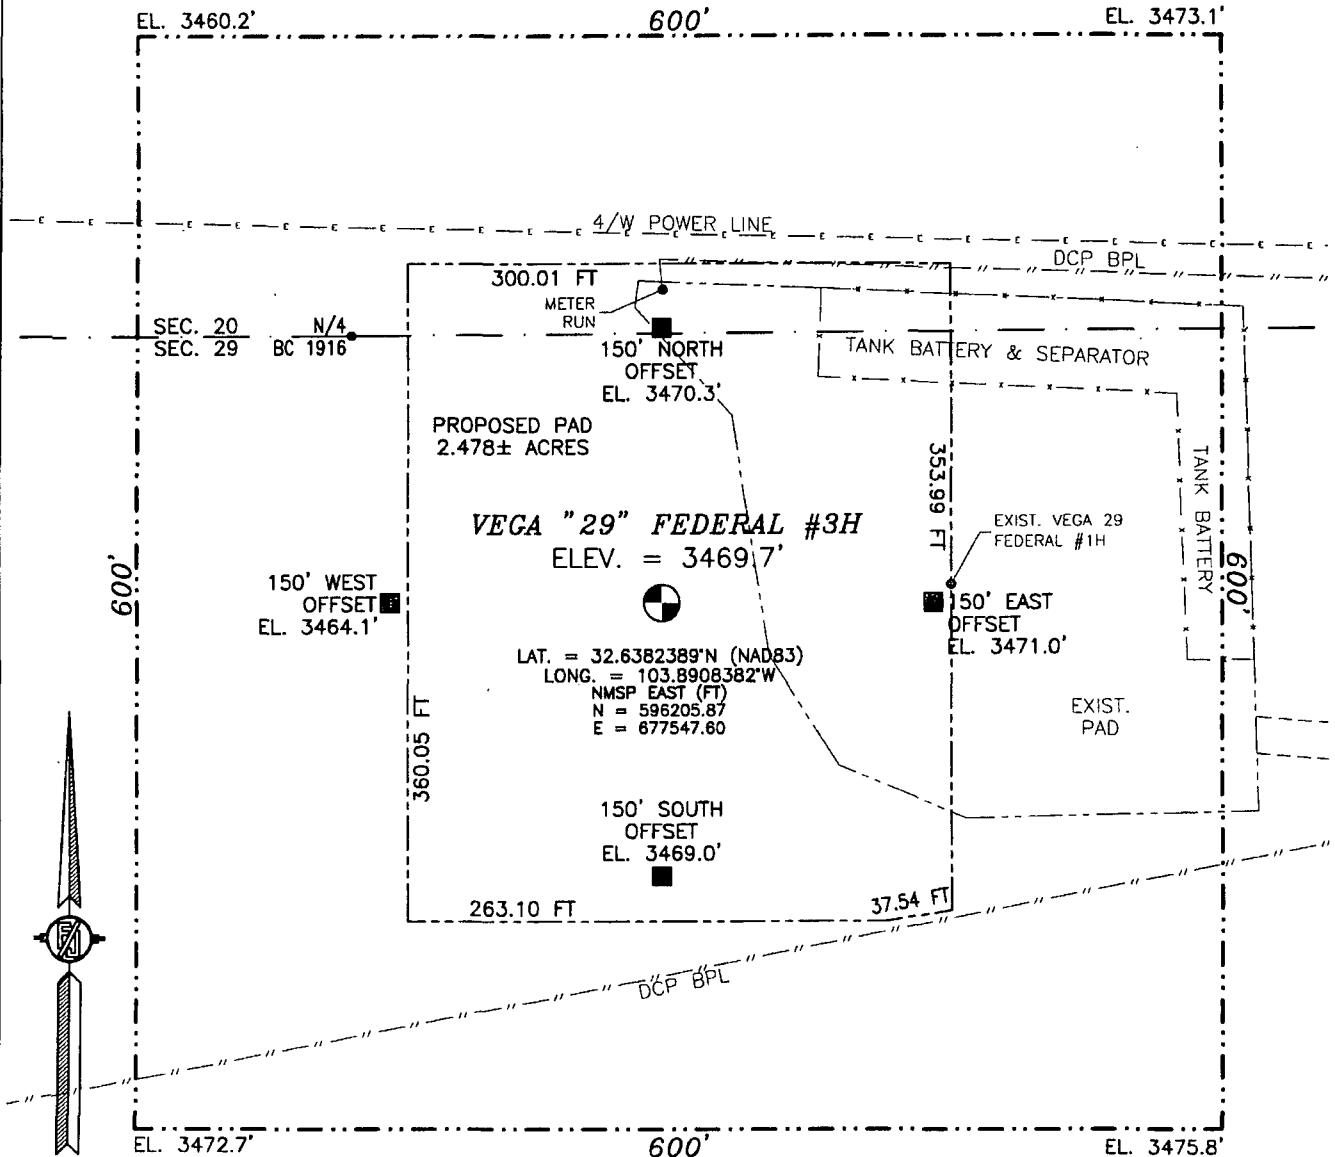 EL. 3460.2'
600'
EL. 3473.1'
4/W POWER LINE
DCP BPL
300.01 FT
METER
RUN
SEC. 20
SEC. 29
N/4
BC 1916
150' NORTH
OFFSET
EL. 3470.3'
TANK BATTERY & SEPARATOR
PROPOSED PAD
2.478± ACRES
353.99 FT
TANK BATTERY
VEGA "29" FEDERAL #3H
ELEV. = 3469.7'
EXIST. VEGA 29
FEDERAL #1H
600'
150' WEST
OFFSET
EL. 3464.1'
150' EAST
OFFSET
EL. 3471.0'
600'
LAT. = 32.6382389°N (NAD83)
LONG. = 103.8908382°W
NMSP EAST (FT)
N = 596205.87
E = 677547.60
360.05 FT
EXIST.
PAD
150' SOUTH
OFFSET
EL. 3469.0'
263.10 FT
37.54 FT
DCP BPL
EL. 3472.7'
600'
EL. 3475.8'